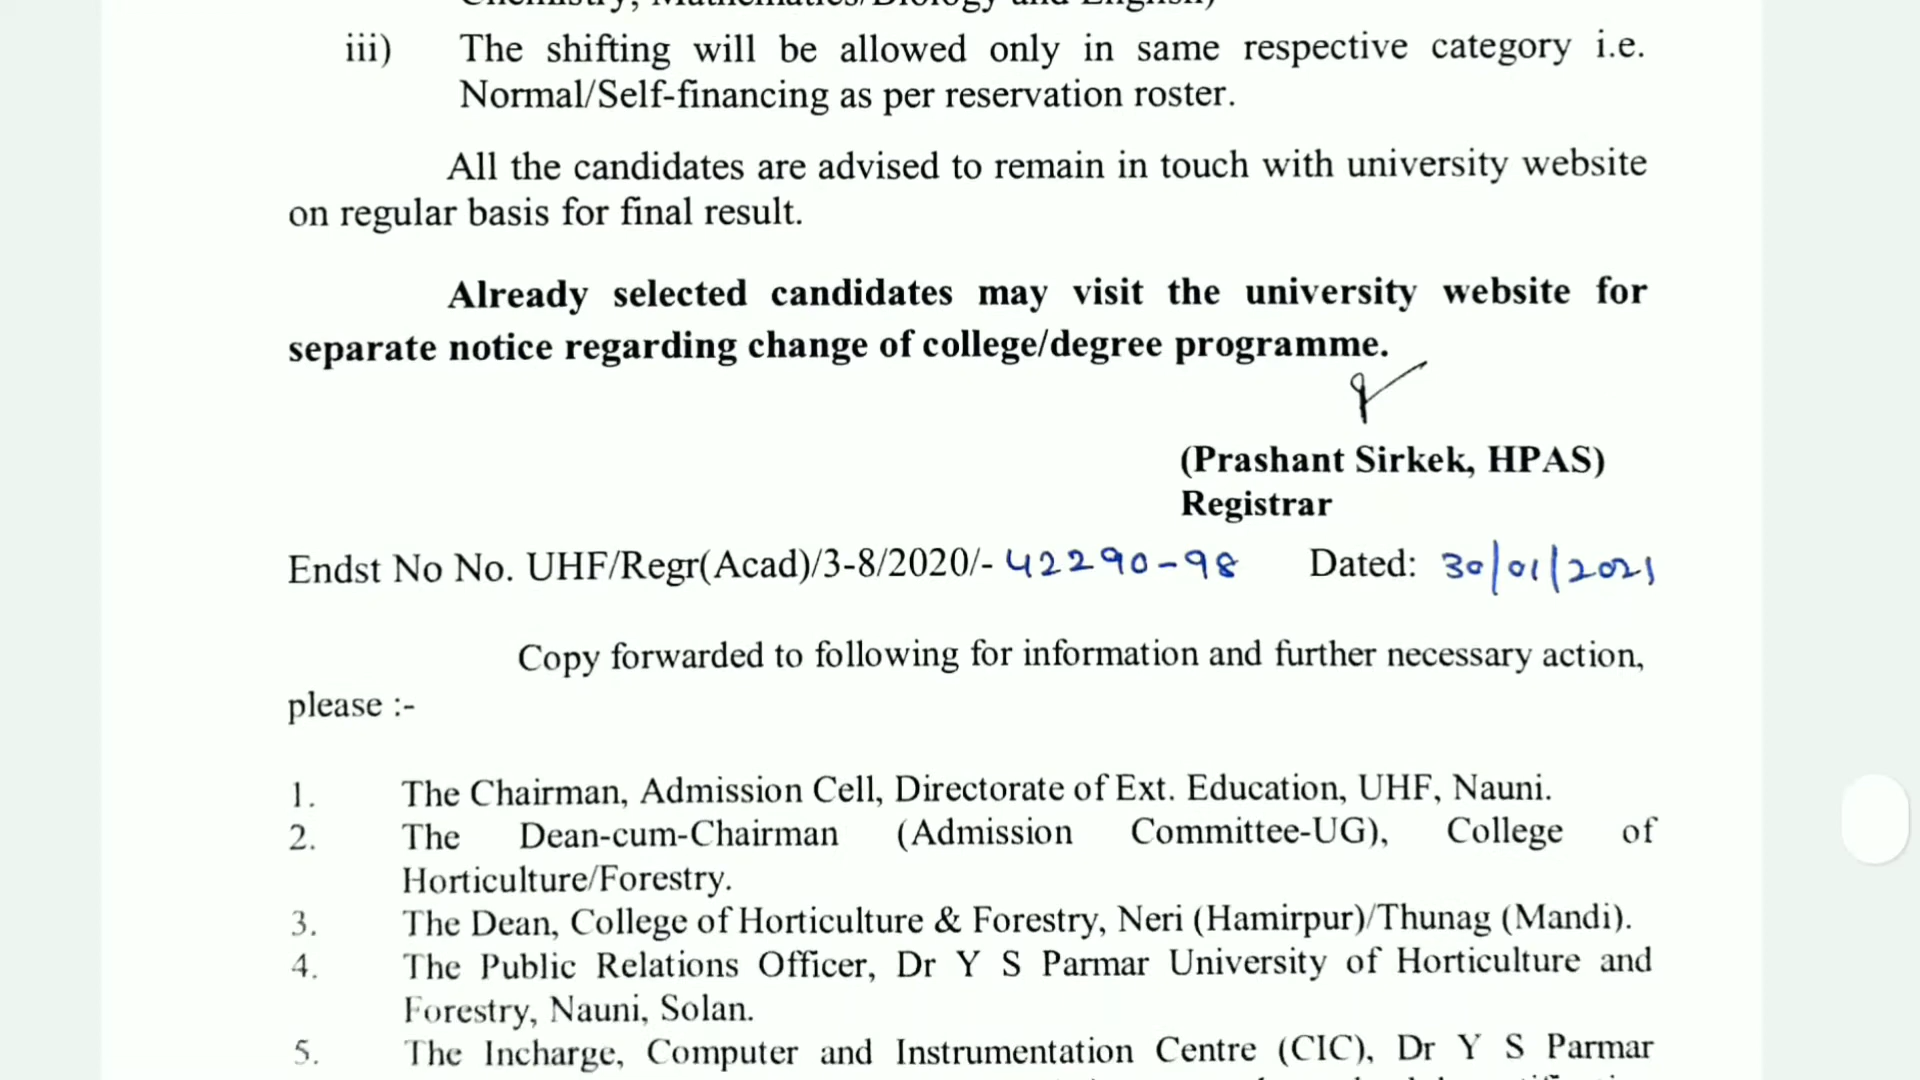 Chemistry, Mathematics/Biology and English)
iii) The shifting will be allowed only in same respective category i.e.
Normal/Self-financing as per reservation roster.
All the candidates are advised to remain in touch with university website
on regular basis for final result.
Already selected candidates may visit the university website for
separate notice regarding change of college/degree programme.
(Prashant Sirkek, HPAS)
Registrar
Endst No No. UHF/Regr(Acad)/3-8/2020/- 42290-98 Dated: 30/01/2021
Copy forwarded to following for information and further necessary action,
please :-
1. The Chairman, Admission Cell, Directorate of Ext. Education, UHF, Nauni.
2. The Dean-cum-Chairman (Admission Committee-UG), College of
Horticulture/Forestry.
3. The Dean, College of Horticulture & Forestry, Neri (Hamirpur)/Thunag (Mandi).
4. The Public Relations Officer, Dr Y S Parmar University of Horticulture and
Forestry, Nauni, Solan.
5. The Incharge, Computer and Instrumentation Centre (CIC), Dr Y S Parmar